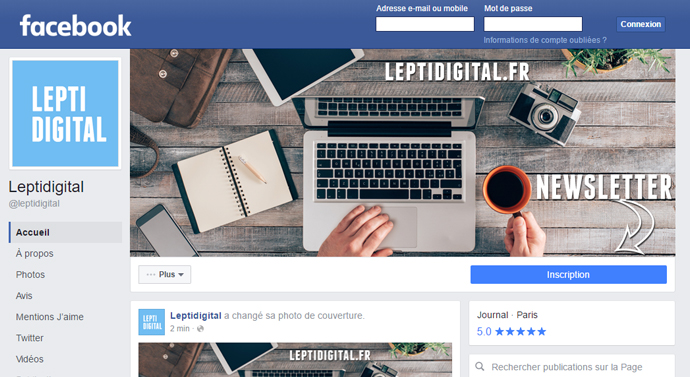 facebook
Adresse e-mail ou mobile
Mot de passe
Connexion
Informations de compte oubliées ?
LEPTI
DIGITAL
LEPTIDIGITAL.FR
NEWSLETTER
Leptidigital
@leptidigital
Accueil
À propos
Photos
Avis
Mentions J'aime
Twitter
Vidéos
••• Plus
Inscription
LEPTI
DIGITAL
Leptidigital a changé sa photo de couverture.
2 min ·
LEPTIDIGITAL.FR
Journal · Paris
5.0 ★★★★★
Rechercher publications sur la Page